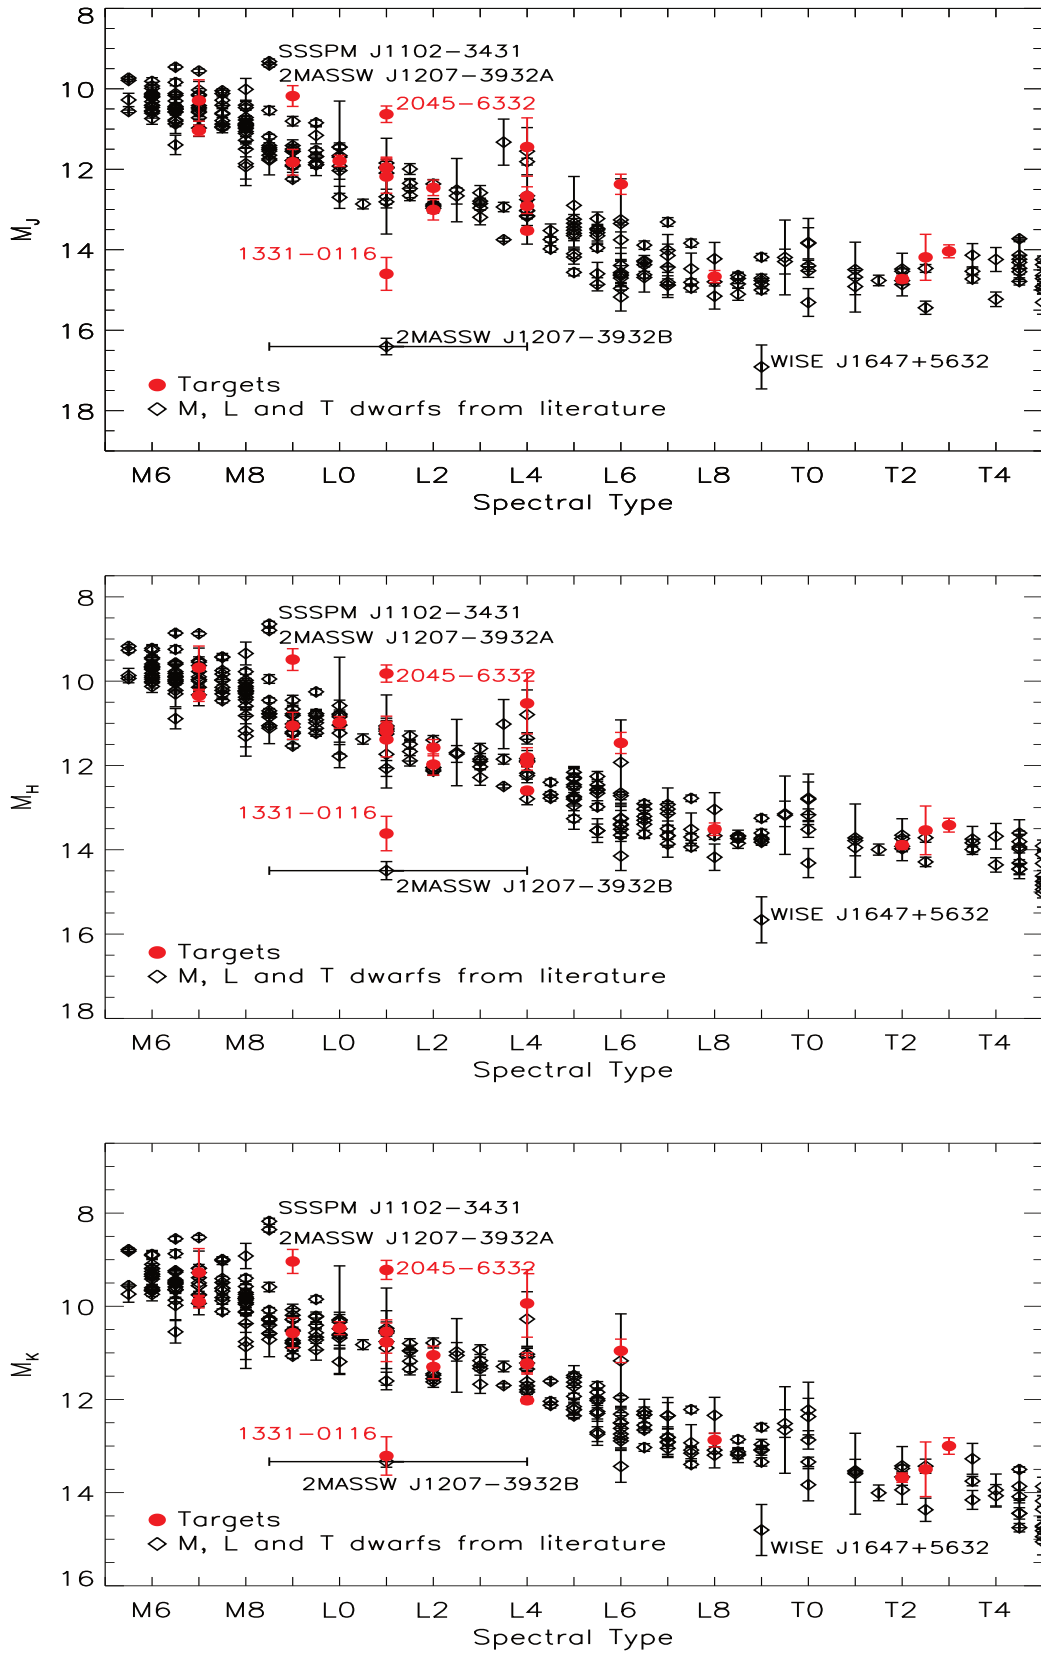 8
SSSPM J1102-3431
2MASSW J1207-3932A
10
2045-6332
12
M_J
14
1331-0116
16
2MASSW J1207-3932B
WISE J1647+5632
Targets
M, L and T dwarfs from literature
18
M6 M8 L0 L2 L4 L6 L8 T0 T2 T4
Spectral Type
8
SSSPM J1102-3431
2MASSW J1207-3932A
10
2045-6332
12
M_H
1331-0116
14
2MASSW J1207-3932B
WISE J1647+5632
16
Targets
M, L and T dwarfs from literature
18
M6 M8 L0 L2 L4 L6 L8 T0 T2 T4
Spectral Type
8
SSSPM J1102-3431
2MASSW J1207-3932A
2045-6332
10
M_K
12
1331-0116
2MASSW J1207-3932B
14
Targets
WISE J1647+5632
M, L and T dwarfs from literature
16
M6 M8 L0 L2 L4 L6 L8 T0 T2 T4
Spectral Type